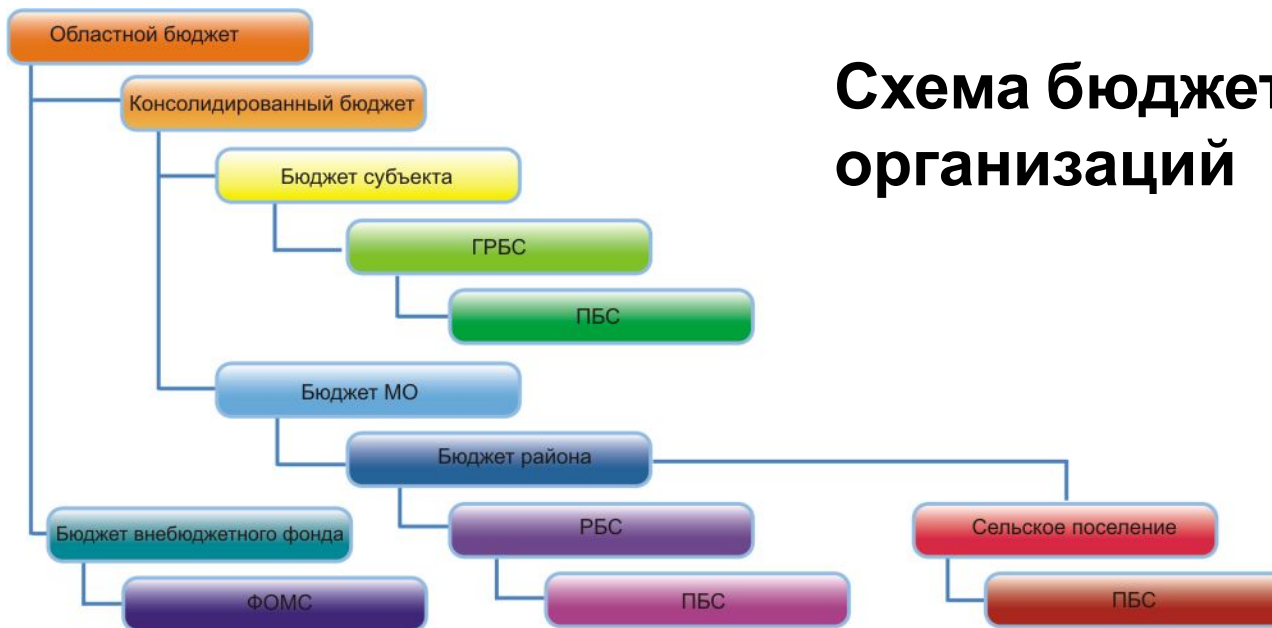 Областной бюджет
Схема бюджет
организаций
Консолидированный бюджет
Бюджет субъекта
ГРБС
ПБС
Бюджет МО
Бюджет района
Бюджет внебюджетного фонда
РБС
Сельское поселение
ФОМС
ПБС
ПБС